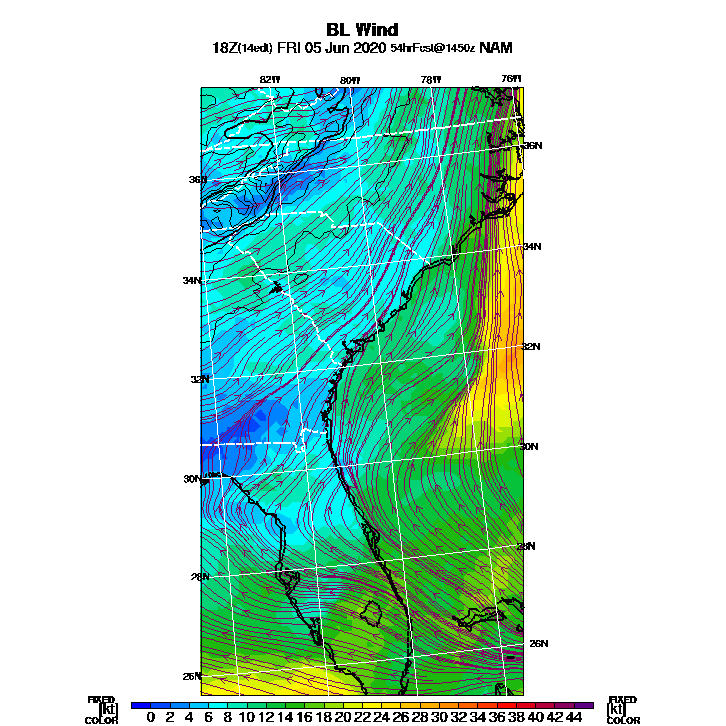 BL Wind
18Z(14edt) FRI 05 Jun 2020 54hrFcst@1450z NAM
82W 80W 78W 76W
36N
36N
34N
34N
32N
32N
30N
30N
28N
28N
26N
26N
FIXED FIXED
[kt] [kt]
COLOR COLOR
0 2 4 6 8 10 12 14 16 18 20 22 24 26 28 30 32 34 36 38 40 42 44